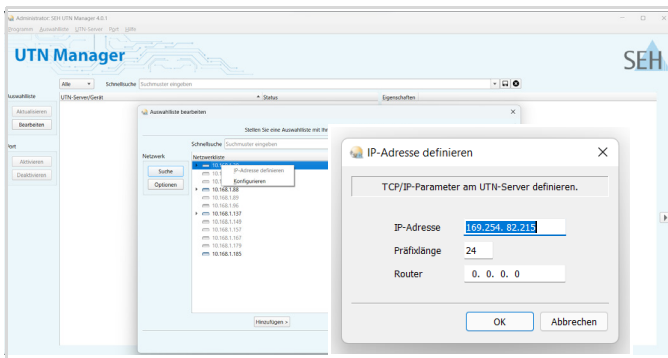 Administrator: SEH UTN Manager 4.0.1
Programm Auswahlliste UTN-Server Port Hilfe
UTN Manager
SEH
Alle
Schnellsuche Suchmuster eingeben
Auswahlliste
UTN-Server/Gerät
Status
Eigenschaften
Aktualisieren
Bearbeiten
Port
Aktivieren
Deaktivieren
Auswahlliste bearbeiten
Stellen Sie eine Auswahlliste mit
Schnellsuche Suchmuster eingeben
Netzwerk
Netzwerkliste
Suche
Optionen
IP-Adresse definieren
Konfigurieren
10.168.1.88
10.168.1.89
10.168.1.96
10.168.1.137
10.168.1.149
10.168.1.157
10.168.1.167
10.168.1.179
10.168.1.185
Hinzufügen >
IP-Adresse definieren
TCP/IP-Parameter am UTN-Server definieren.
IP-Adresse 169.254. 82.215
Präfixlänge 24
Router 0. 0. 0. 0
OK Abbrechen